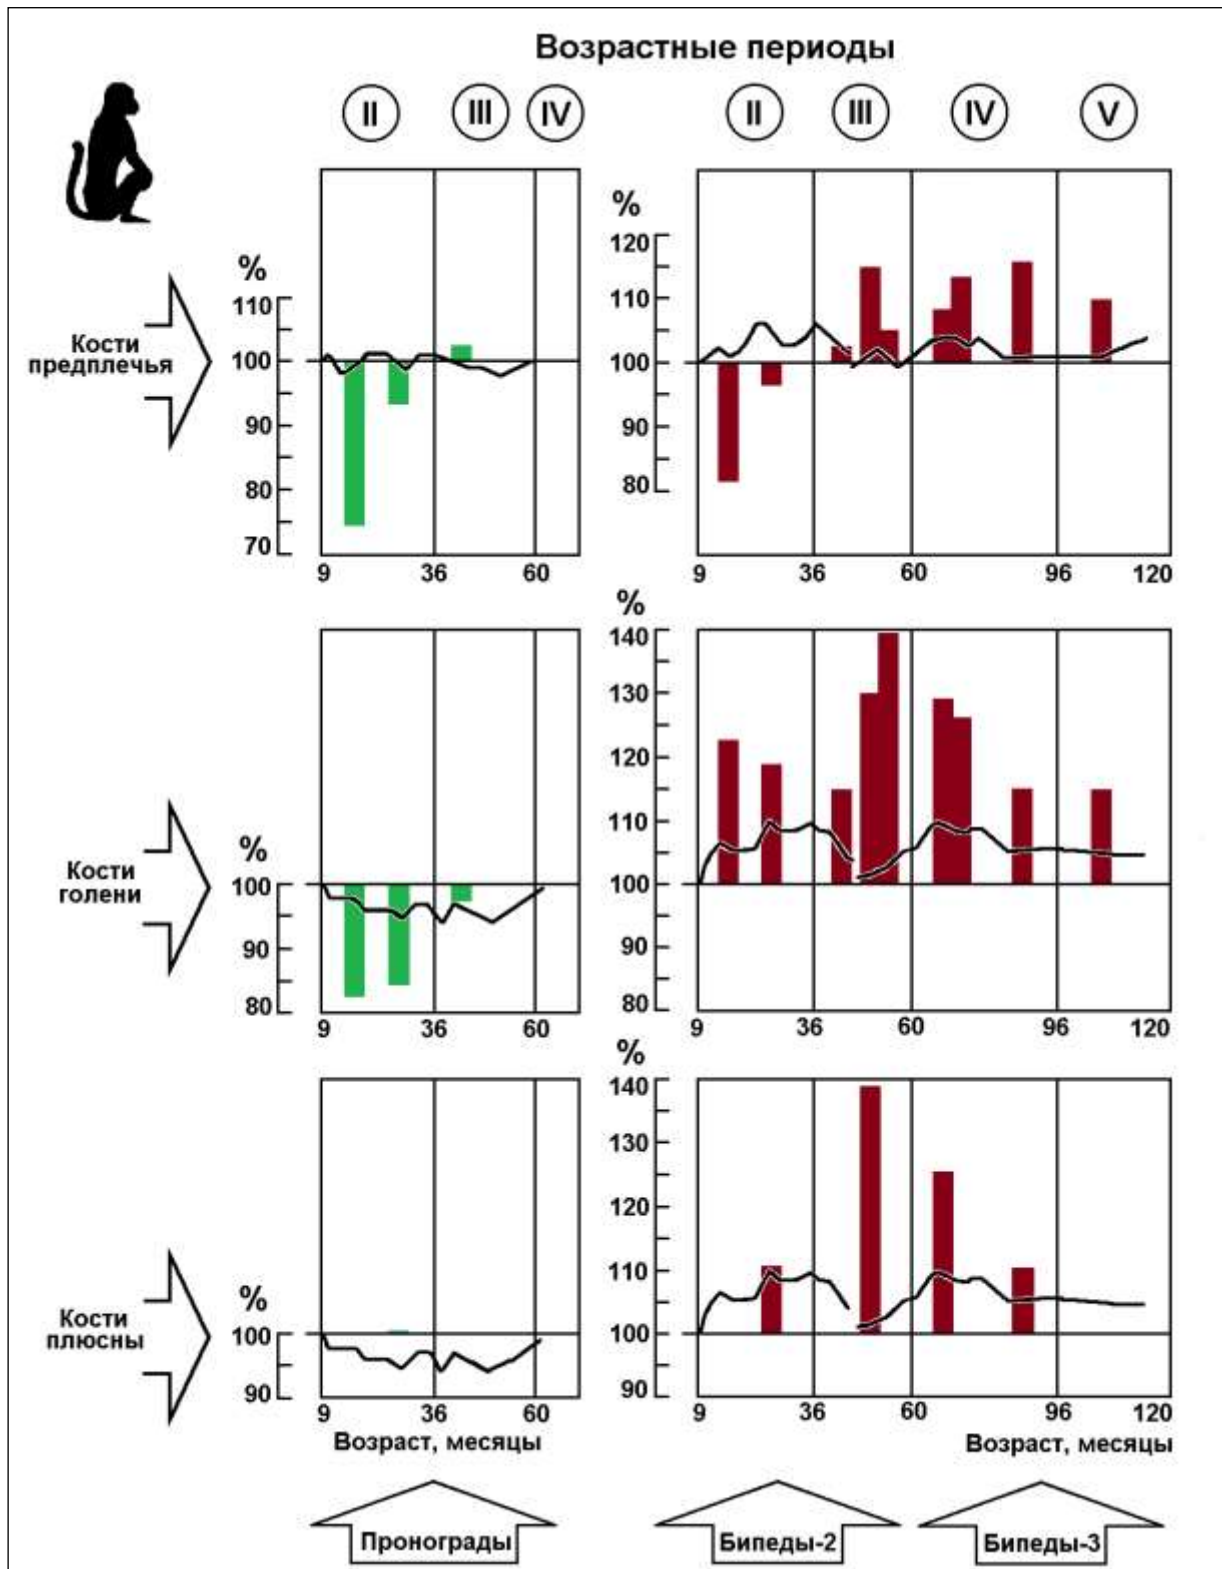 Возрастные периоды
II III IV II III IV V
% %
120
110 110
Кости
предплечья
100 100
90 90
80 80
70
9 36 60 9 36 60 96 120
%
140
130
120
% 110
Кости
голени
100 100
90 90
80 80
9 36 60 9 36 60 96 120
%
140
130
120
% 110
Кости
плюсны
100 100
90 90
9 36 60 9 36 60 96 120
Возраст, месяцы Возраст, месяцы
Пронограды Бипеды-2 Бипеды-3